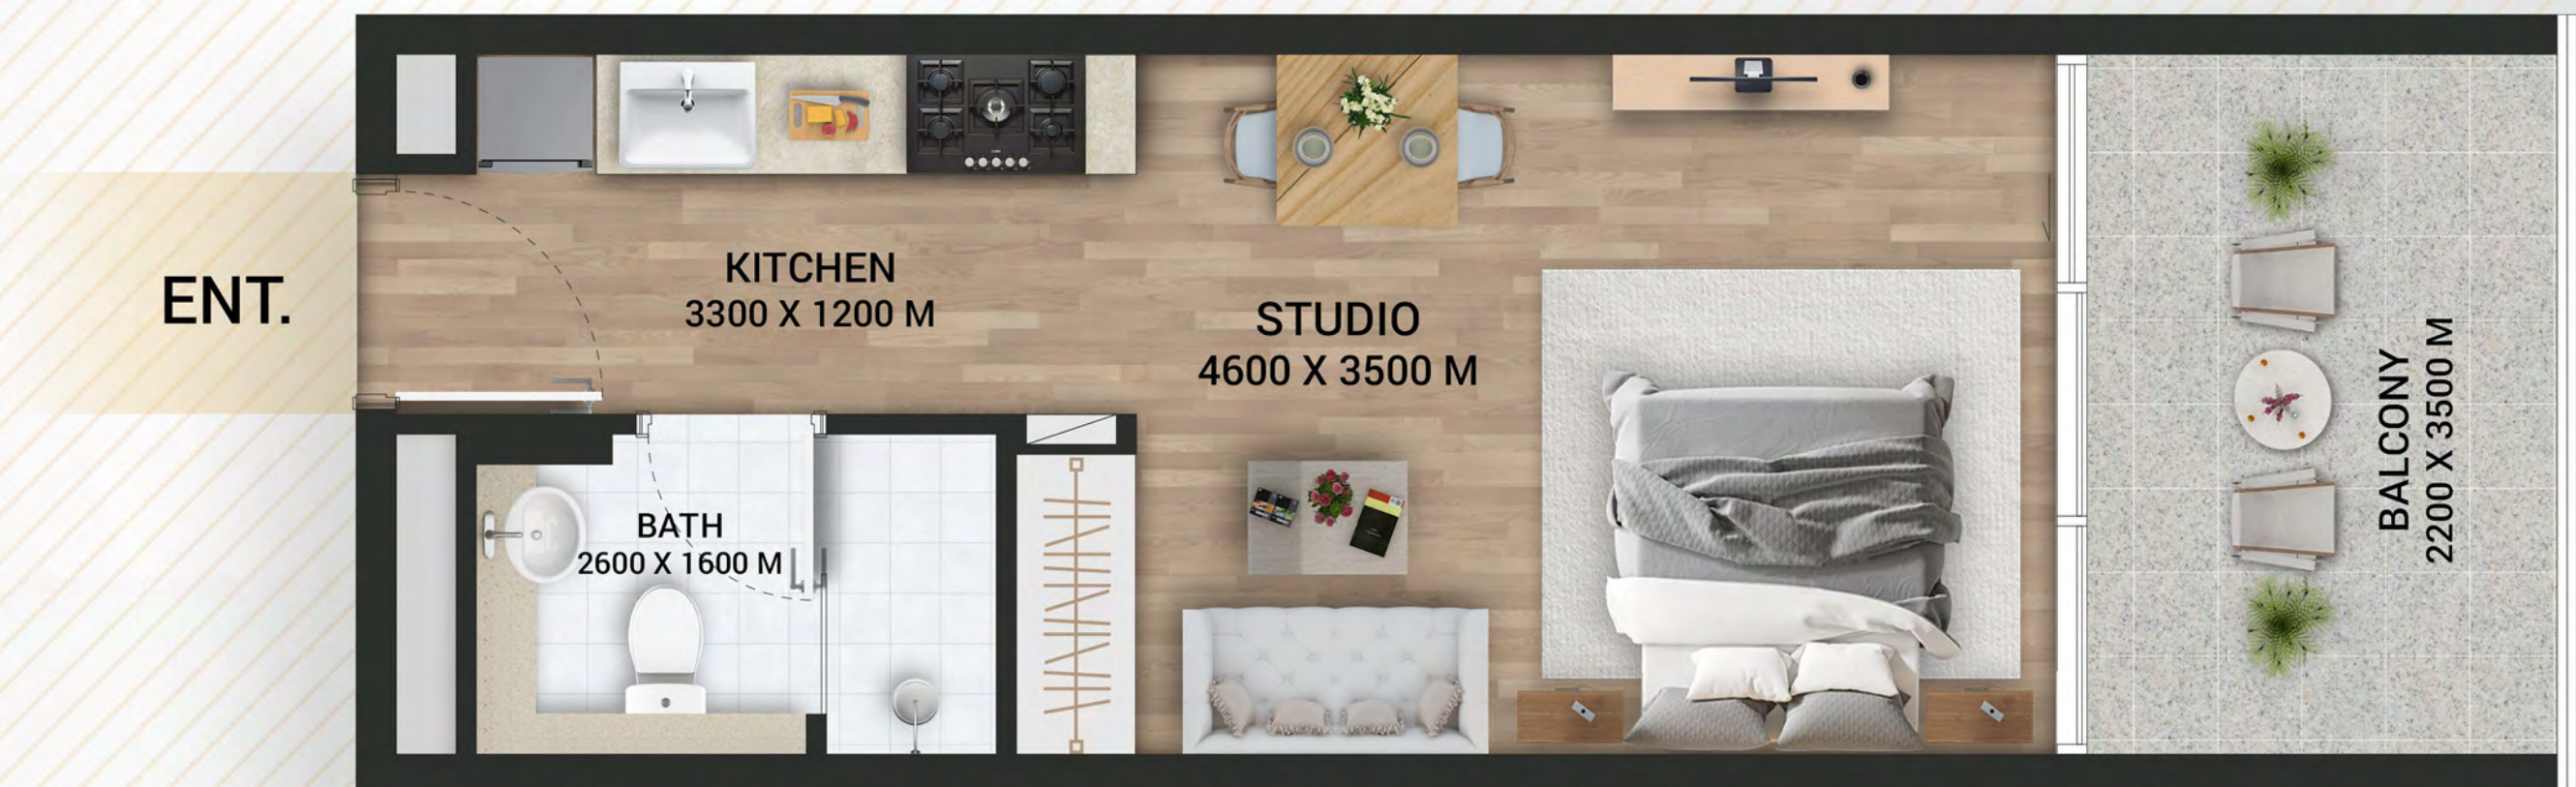 ENT.
KITCHEN
3300 X 1200 M
STUDIO
4600 X 3500 M
BATH
2600 X 1600 M
BALCONY
2200 X 3500 M